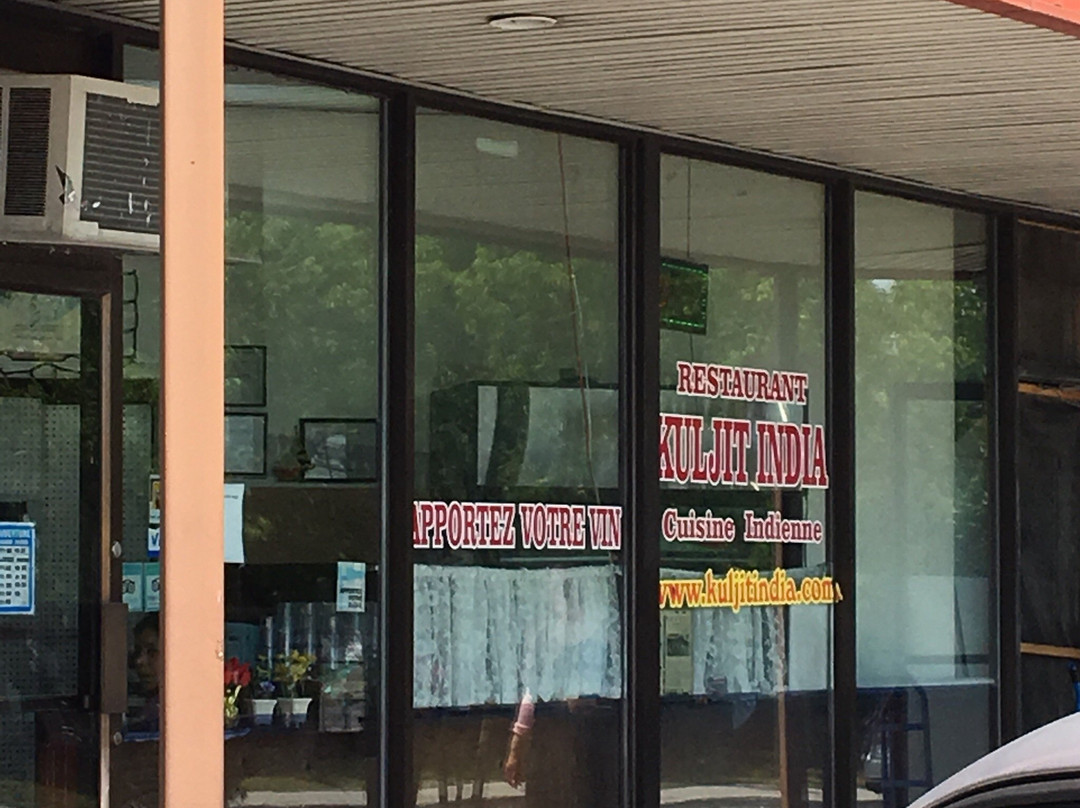 RESTAURANT
KULJIT INDIA
APPORTEZ VOTRE VIN
Cuisine Indienne
www.kuljitindia.com